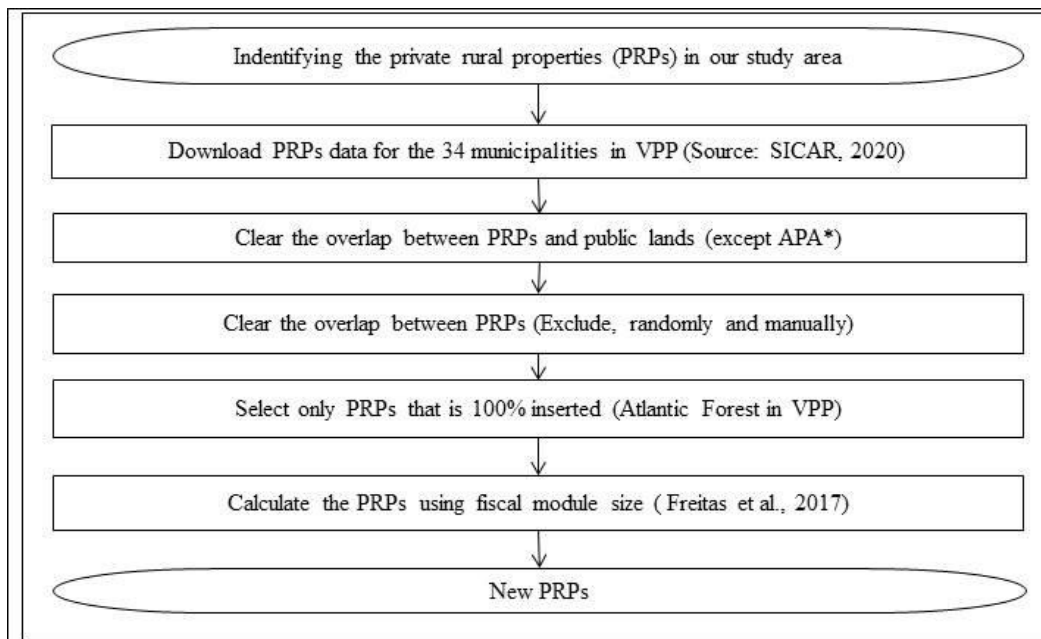 Indentifying the private rural properties (PRPs) in our study area
Download PRPs data for the 34 municipalities in VPP (Source: SICAR, 2020)
Clear the overlap between PRPs and public lands (except APA*)
Clear the overlap between PRPs (Exclude, randomly and manually)
Select only PRPs that is 100% inserted (Atlantic Forest in VPP)
Calculate the PRPs using fiscal module size ( Freitas et al., 2017)
New PRPs